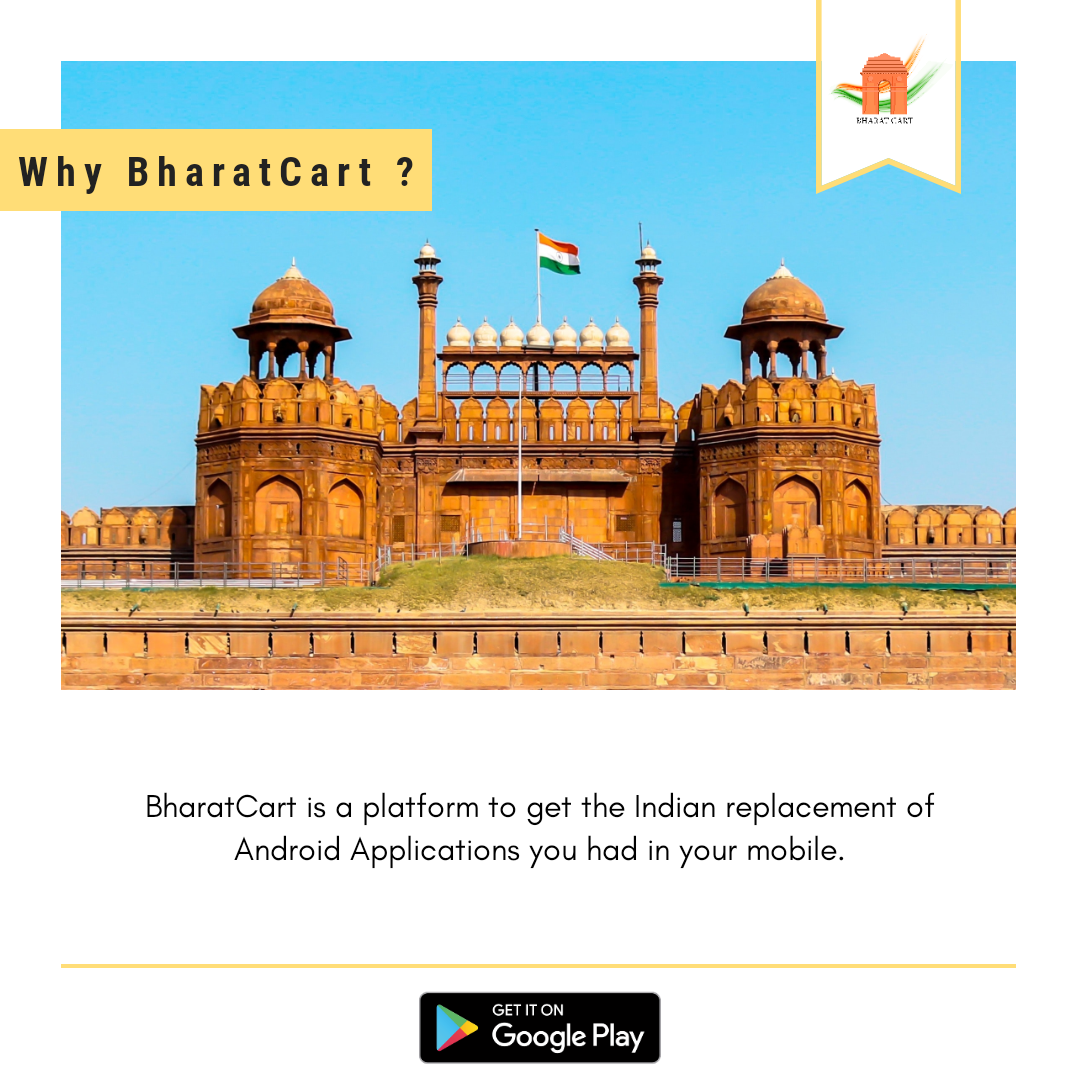 BHARAT CART
Why BharatCart ?
BharatCart is a platform to get the Indian replacement of
Android Applications you had in your mobile.
GET IT ON
Google Play